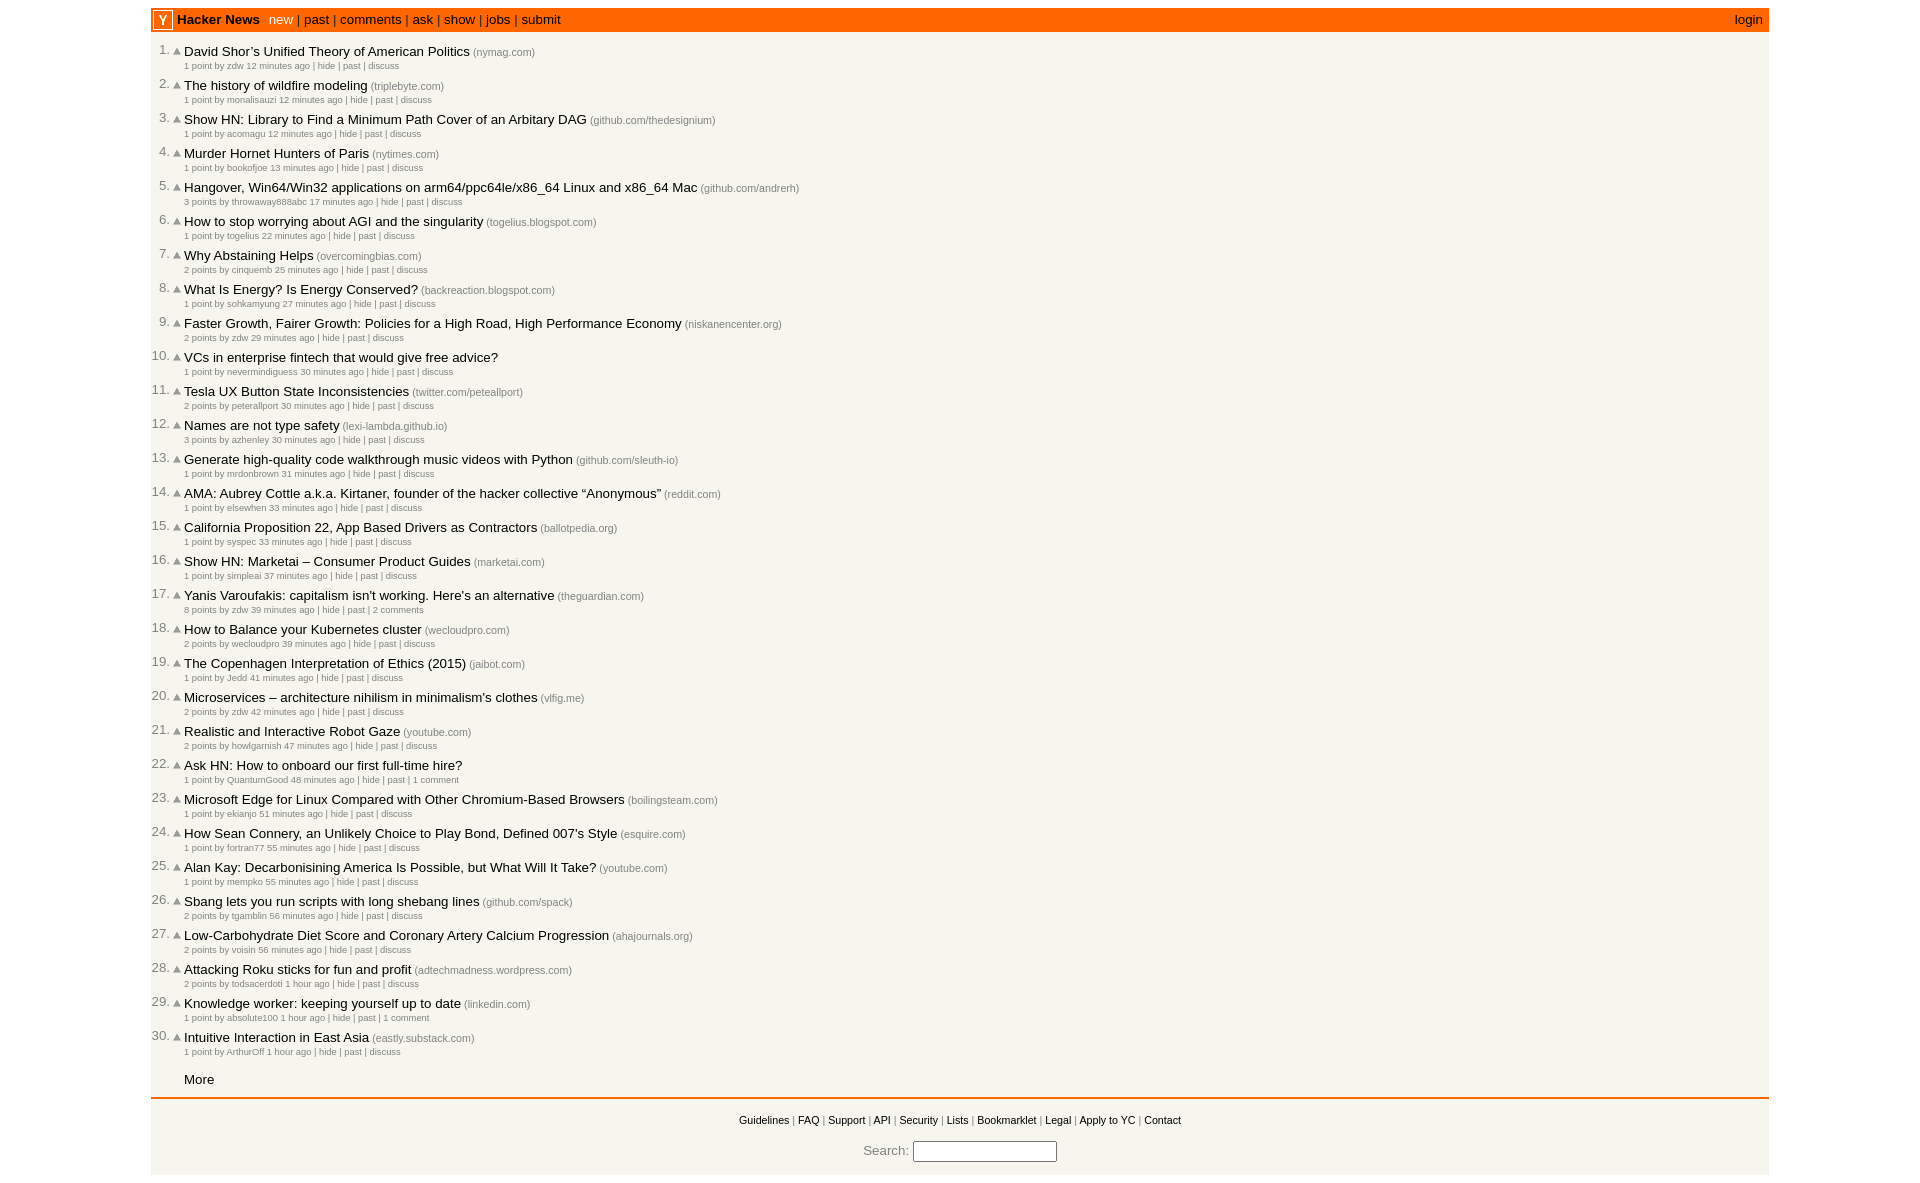 Y Hacker News new | past | comments | ask | show | jobs | submit login
1. David Shor’s Unified Theory of American Politics (nymag.com)
1 point by zdw 12 minutes ago | hide | past | discuss
2. The history of wildfire modeling (triplebyte.com)
1 point by monalisauzi 12 minutes ago | hide | past | discuss
3. Show HN: Library to Find a Minimum Path Cover of an Arbitary DAG (github.com/thedesignium)
1 point by acomagu 12 minutes ago | hide | past | discuss
4. Murder Hornet Hunters of Paris (nytimes.com)
1 point by bookofjoe 13 minutes ago | hide | past | discuss
5. Hangover, Win64/Win32 applications on arm64/ppc64le/x86_64 Linux and x86_64 Mac (github.com/andrerh)
3 points by throwaway888abc 17 minutes ago | hide | past | discuss
6. How to stop worrying about AGI and the singularity (togelius.blogspot.com)
1 point by togelius 22 minutes ago | hide | past | discuss
7. Why Abstaining Helps (overcomingbias.com)
2 points by cinquemb 25 minutes ago | hide | past | discuss
8. What Is Energy? Is Energy Conserved? (backreaction.blogspot.com)
1 point by sohkamyung 27 minutes ago | hide | past | discuss
9. Faster Growth, Fairer Growth: Policies for a High Road, High Performance Economy (niskanencenter.org)
2 points by zdw 29 minutes ago | hide | past | discuss
10. VCs in enterprise fintech that would give free advice?
1 point by nevermindiguess 30 minutes ago | hide | past | discuss
11. Tesla UX Button State Inconsistencies (twitter.com/peteallport)
2 points by peterallport 30 minutes ago | hide | past | discuss
12. Names are not type safety (lexi-lambda.github.io)
3 points by azhenley 30 minutes ago | hide | past | discuss
13. Generate high-quality code walkthrough music videos with Python (github.com/sleuth-io)
1 point by mrdonbrown 31 minutes ago | hide | past | discuss
14. AMA: Aubrey Cottle a.k.a. Kirtaner, founder of the hacker collective “Anonymous” (reddit.com)
1 point by elsewhen 33 minutes ago | hide | past | discuss
15. California Proposition 22, App Based Drivers as Contractors (ballotpedia.org)
1 point by syspec 33 minutes ago | hide | past | discuss
16. Show HN: Marketai – Consumer Product Guides (marketai.com)
1 point by simpleai 37 minutes ago | hide | past | discuss
17. Yanis Varoufakis: capitalism isn't working. Here's an alternative (theguardian.com)
8 points by zdw 39 minutes ago | hide | past | 2 comments
18. How to Balance your Kubernetes cluster (wecloudpro.com)
2 points by wecloudpro 39 minutes ago | hide | past | discuss
19. The Copenhagen Interpretation of Ethics (2015) (jaibot.com)
1 point by Jedd 41 minutes ago | hide | past | discuss
20. Microservices – architecture nihilism in minimalism's clothes (vlfig.me)
2 points by zdw 42 minutes ago | hide | past | discuss
21. Realistic and Interactive Robot Gaze (youtube.com)
2 points by howlgarnish 47 minutes ago | hide | past | discuss
22. Ask HN: How to onboard our first full-time hire?
1 point by QuantumGood 48 minutes ago | hide | past | 1 comment
23. Microsoft Edge for Linux Compared with Other Chromium-Based Browsers (boilingsteam.com)
1 point by ekianjo 51 minutes ago | hide | past | discuss
24. How Sean Connery, an Unlikely Choice to Play Bond, Defined 007's Style (esquire.com)
1 point by fortran77 55 minutes ago | hide | past | discuss
25. Alan Kay: Decarbonisining America Is Possible, but What Will It Take? (youtube.com)
1 point by mempko 55 minutes ago | hide | past | discuss
26. Sbang lets you run scripts with long shebang lines (github.com/spack)
2 points by tgamblin 56 minutes ago | hide | past | discuss
27. Low-Carbohydrate Diet Score and Coronary Artery Calcium Progression (ahajournals.org)
2 points by voisin 56 minutes ago | hide | past | discuss
28. Attacking Roku sticks for fun and profit (adtechmadness.wordpress.com)
2 points by todsacerdoti 1 hour ago | hide | past | discuss
29. Knowledge worker: keeping yourself up to date (linkedin.com)
1 point by absolute100 1 hour ago | hide | past | 1 comment
30. Intuitive Interaction in East Asia (eastly.substack.com)
1 point by ArthurOff 1 hour ago | hide | past | discuss
More
Guidelines | FAQ | Support | API | Security | Lists | Bookmarklet | Legal | Apply to YC | Contact
Search: